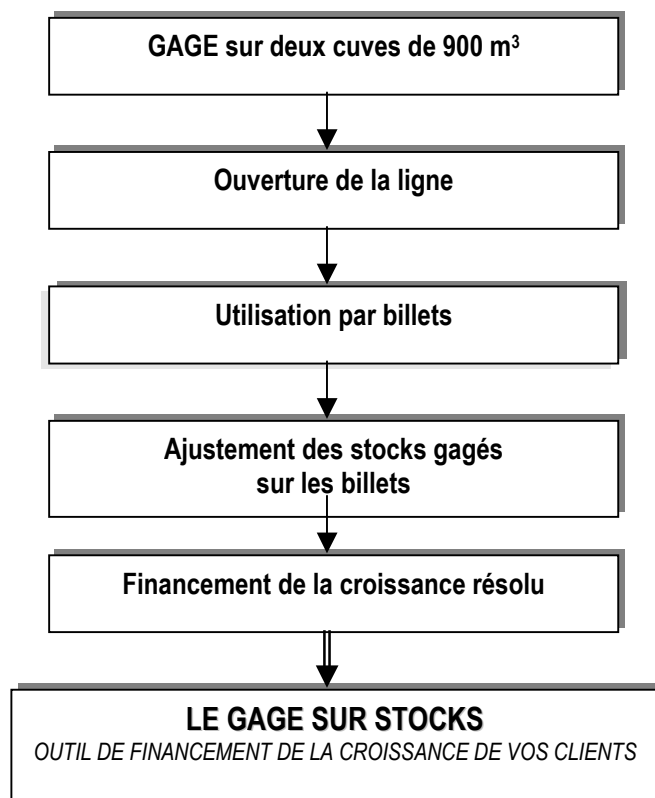 GAGE sur deux cuves de 900 m³
Ouverture de la ligne
Utilisation par billets
Ajustement des stocks gagés
sur les billets
Financement de la croissance résolu
LE GAGE SUR STOCKS
OUTIL DE FINANCEMENT DE LA CROISSANCE DE VOS CLIENTS